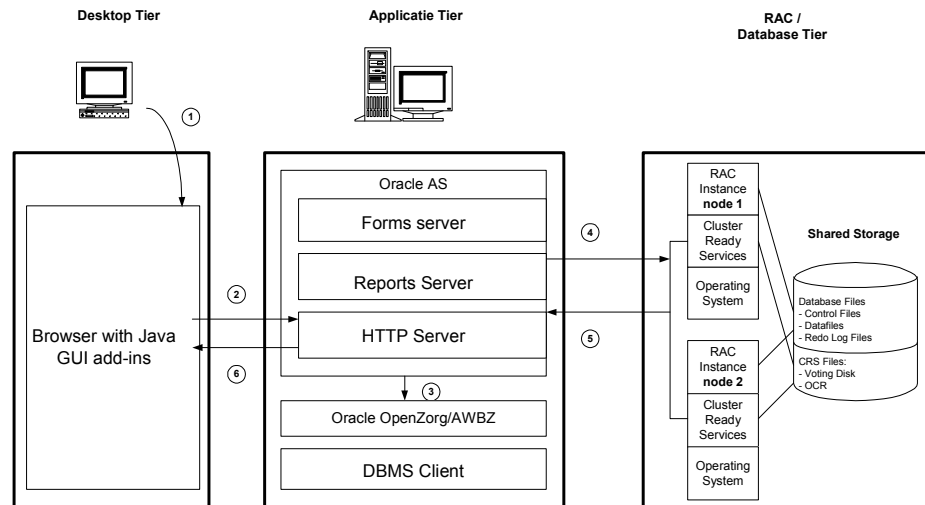 Desktop Tier
Applicatie Tier
RAC /
Database Tier
1
Browser with Java
GUI add-ins
2
6
Oracle AS
Forms server
Reports Server
HTTP Server
3
Oracle OpenZorg/AWBZ
DBMS Client
4
5
RAC
Instance
node 1
Cluster
Ready
Services
Operating
System
RAC
Instance
node 2
Cluster
Ready
Services
Operating
System
Shared Storage
Database Files
- Control Files
- Datafiles
- Redo Log Files
CRS Files:
- Voting Disk
- OCR